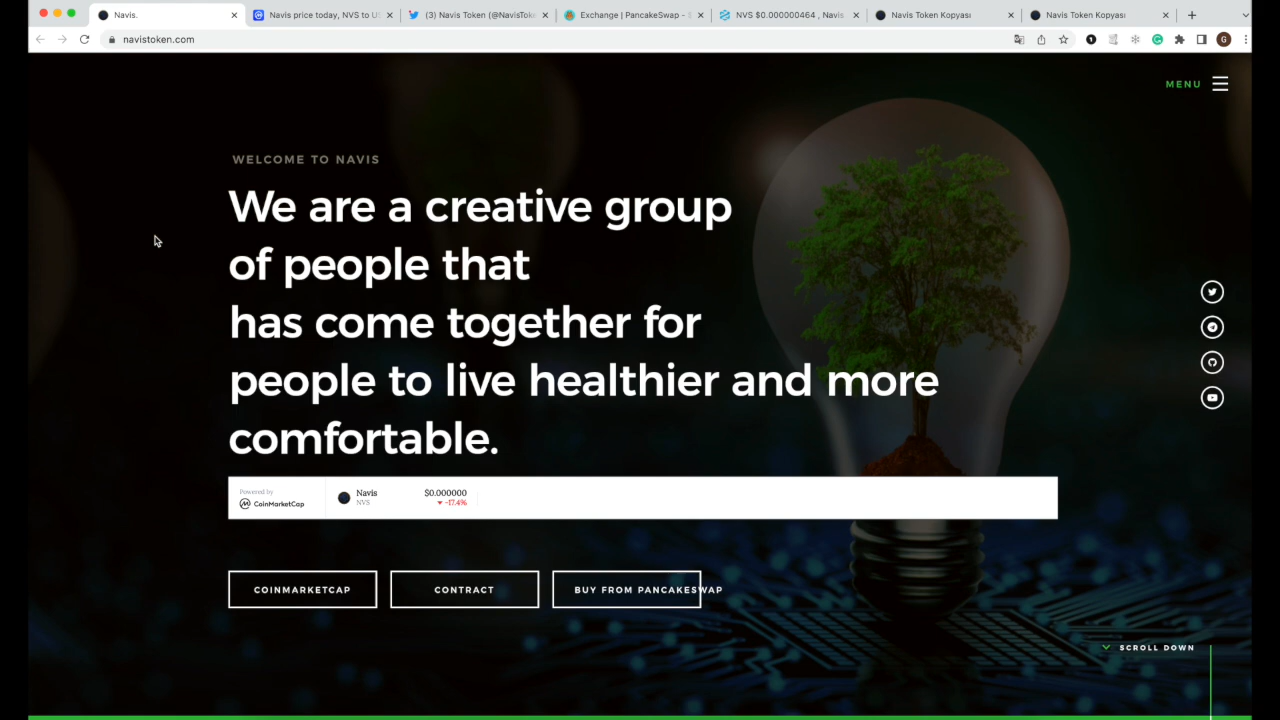 Navis.
Navis price today, NVS to U
(3) Navis Token (@NavisTok
Exchange | PancakeSwap - $
NVS $0.000000464 , Navis
Navis Token Kopyası
Navis Token Kopyası
navistoken.com
G
MENU
WELCOME TO NAVIS
We are a creative group
of people that
has come together for
people to live healthier and more
comfortable.
Powered by
CoinMarketCap
Navis
NVS
$0.000000
-17.4%
COINMARKETCAP
CONTRACT
BUY FROM PANCAKESWAP
SCROLL DOWN